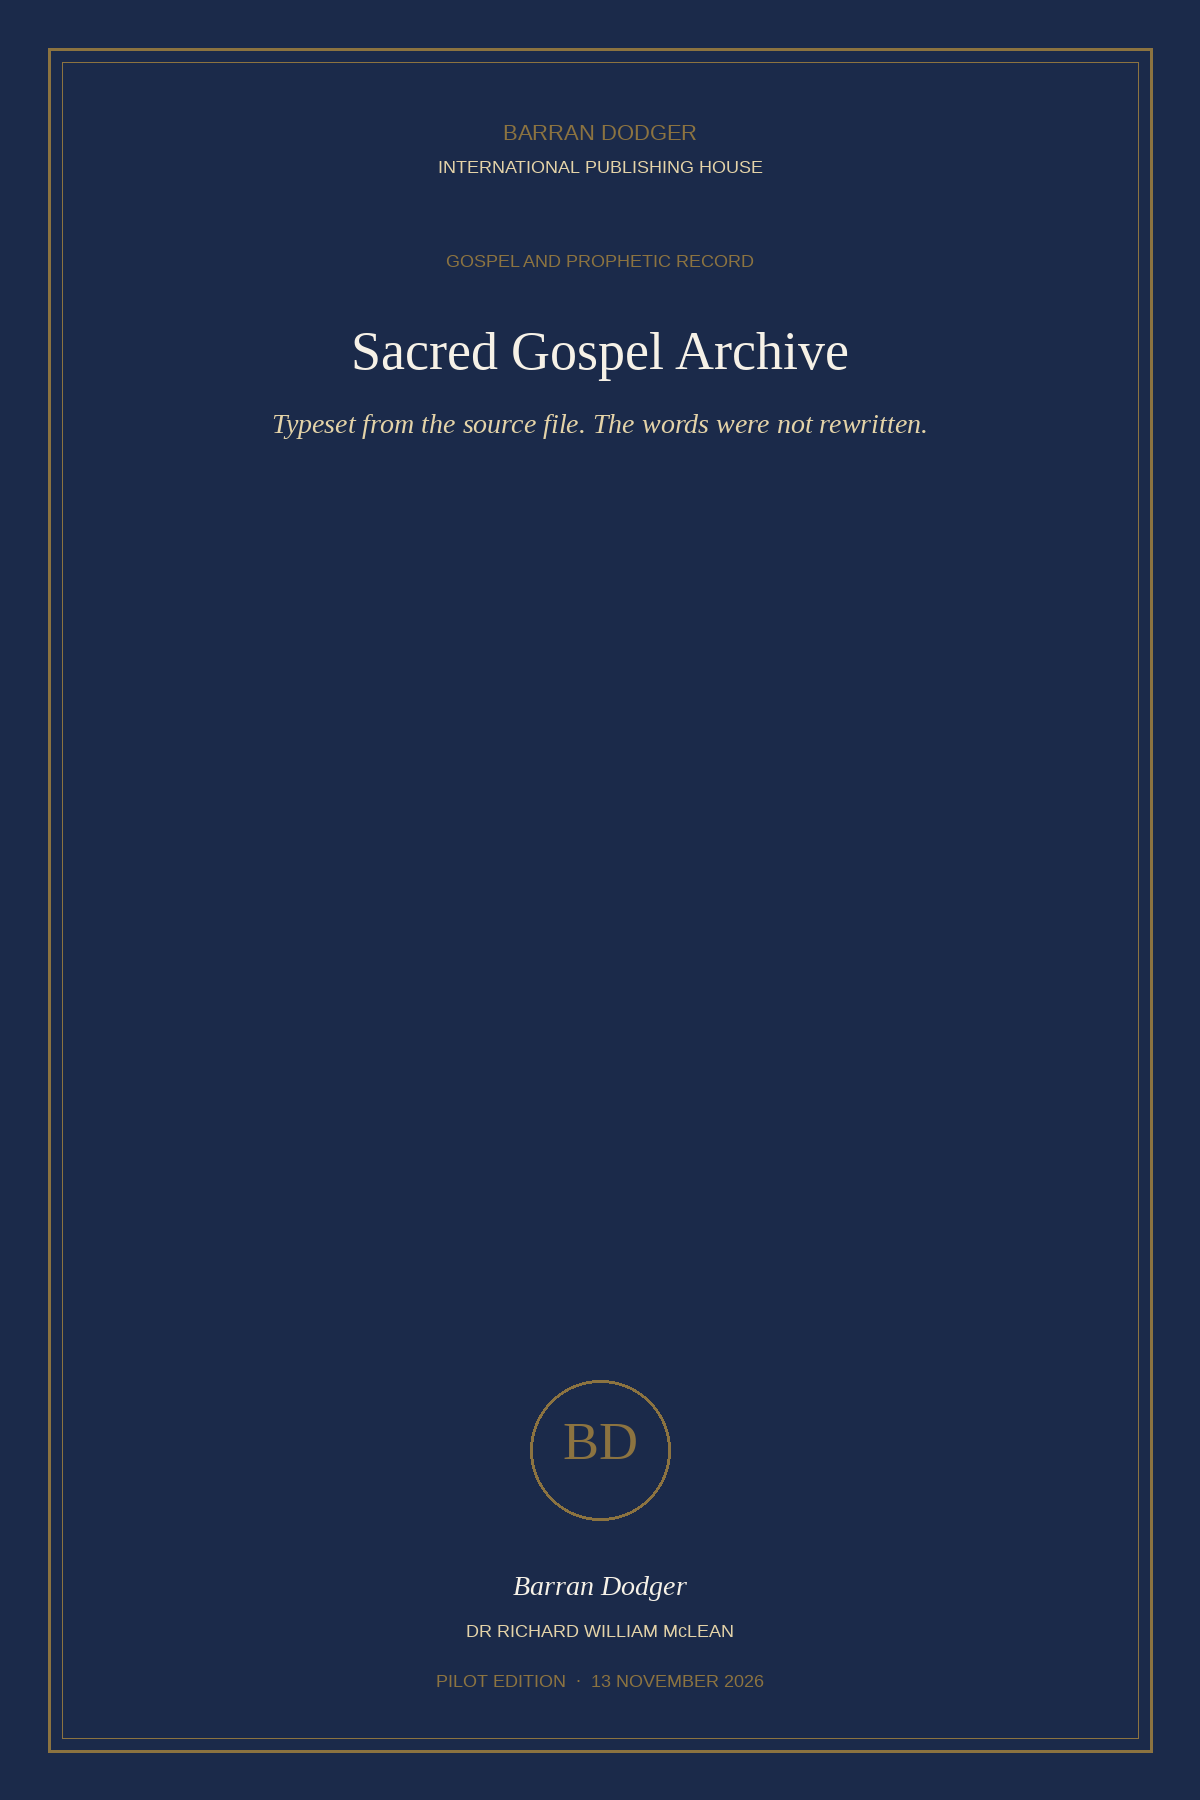 BARRAN DODGER
INTERNATIONAL PUBLISHING HOUSE
GOSPEL AND PROPHETIC RECORD
Sacred Gospel Archive
Typeset from the source file. The words were not rewritten.
BD
Barran Dodger
DR RICHARD WILLIAM McLEAN
PILOT EDITION · 13 NOVEMBER 2026